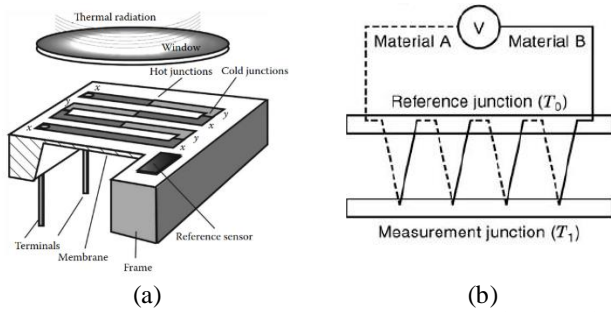 Thermal radiation
Window
Hot junctions
Cold junctions
x
y
x
y
x
y
x
y
x
Terminals
Membrane
Frame
Reference sensor
(a)
V
Material A
Material B
Reference junction (T₀)
Measurement junction (T₁)
(b)